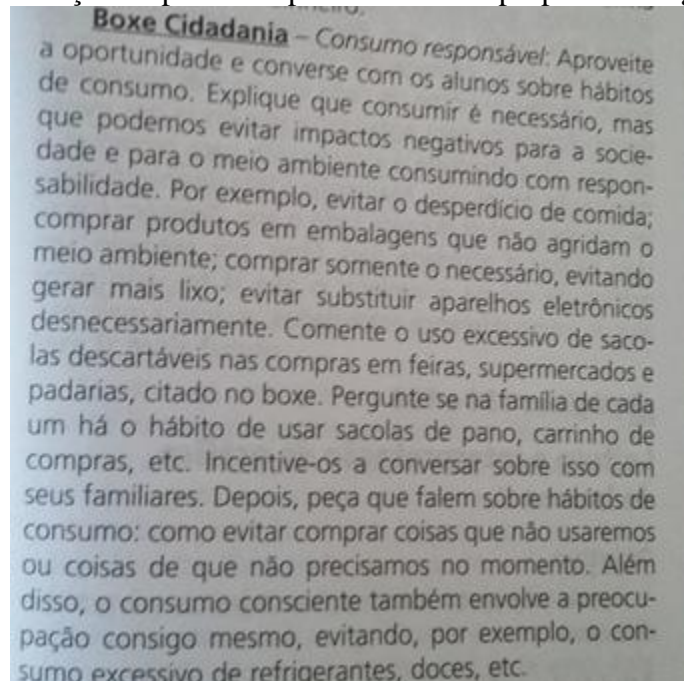 Boxe Cidadania – Consumo responsável: Aproveite
a oportunidade e converse com os alunos sobre hábitos
de consumo. Explique que consumir é necessário, mas
que podemos evitar impactos negativos para a socie-
dade e para o meio ambiente consumindo com respon-
sabilidade. Por exemplo, evitar o desperdício de comida;
comprar produtos em embalagens que não agridam o
meio ambiente; comprar somente o necessário, evitando
gerar mais lixo; evitar substituir aparelhos eletrônicos
desnecessariamente. Comente o uso excessivo de saco-
las descartáveis nas compras em feiras, supermercados e
padarias, citado no boxe. Pergunte se na família de cada
um há o hábito de usar sacolas de pano, carrinho de
compras, etc. Incentive-os a conversar sobre isso com
seus familiares. Depois, peça que falem sobre hábitos de
consumo: como evitar comprar coisas que não usaremos
ou coisas de que não precisamos no momento. Além
disso, o consumo consciente também envolve a preocu-
pação consigo mesmo, evitando, por exemplo, o con-
sumo excessivo de refrigerantes, doces, etc.